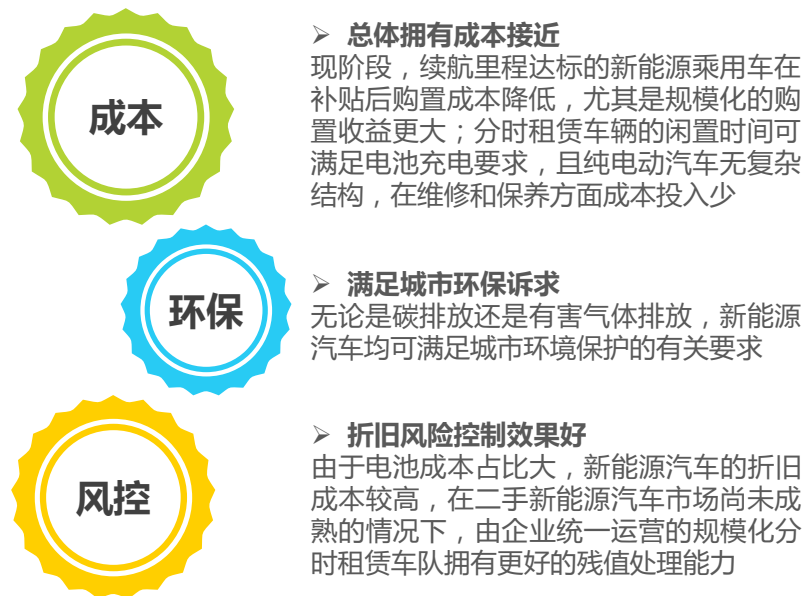 成本
➢ 总体拥有成本接近
现阶段，续航里程达标的新能源乘用车在
补贴后购置成本降低，尤其是规模化的购
置收益更大；分时租赁车辆的闲置时间可
满足电池充电要求，且纯电动汽车无复杂
结构，在维修和保养方面成本投入少
环保
➢ 满足城市环保诉求
无论是碳排放还是有害气体排放，新能源
汽车均可满足城市环境保护的有关要求
风控
➢ 折旧风险控制效果好
由于电池成本占比大，新能源汽车的折旧
成本较高，在二手新能源汽车市场尚未成
熟的情况下，由企业统一运营的规模化分
时租赁车队拥有更好的残值处理能力